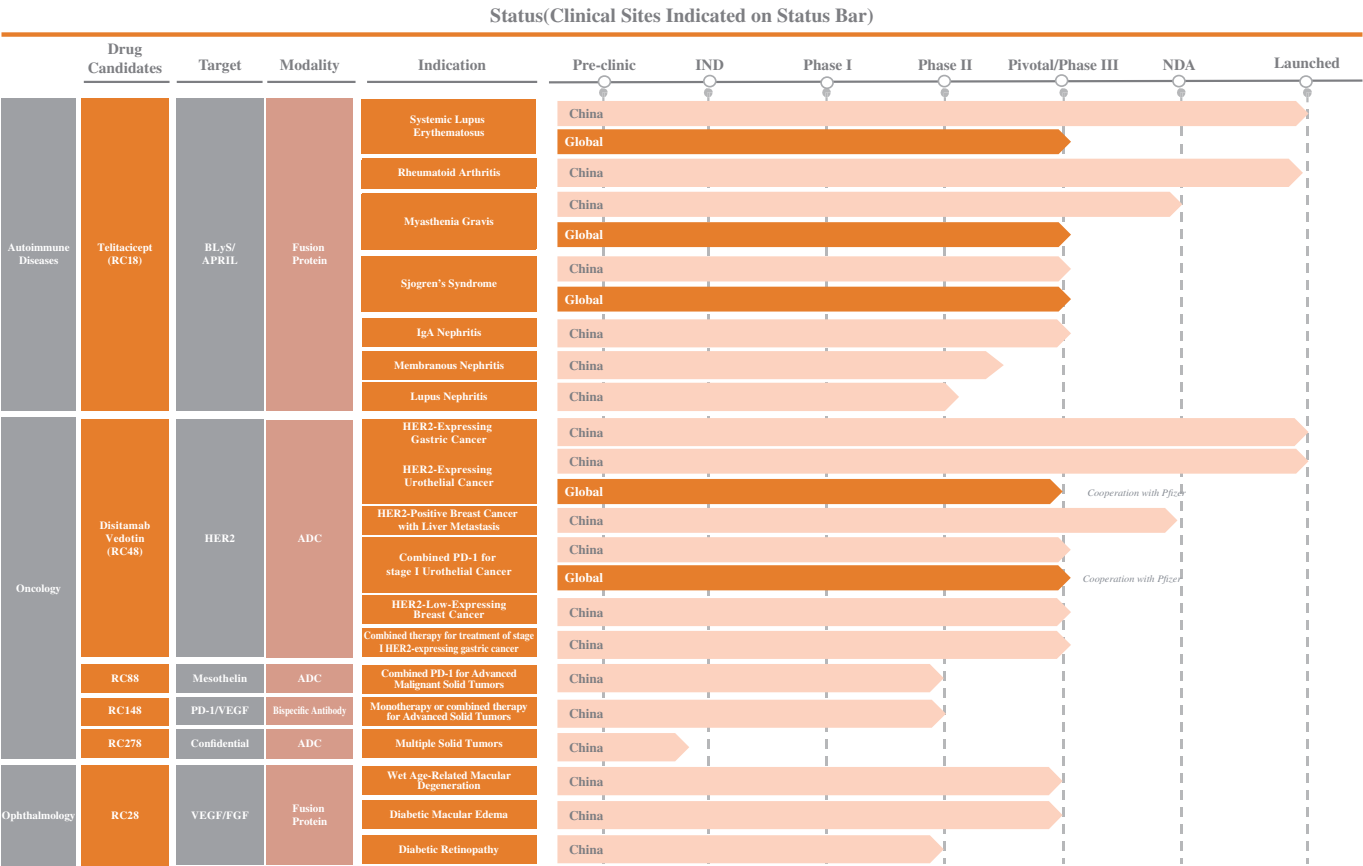 Status(Clinical Sites Indicated on Status Bar)
Drug
Candidates
Target
Modality
Indication
Pre-clinic
IND
Phase I
Phase II
Pivotal/Phase III
NDA
Launched
Autoimmune
Diseases
Telitacicept
(RC18)
BLyS/
APRIL
Fusion
Protein
Systemic Lupus
Erythematosus
China
Global
Rheumatoid Arthritis
China
Myasthenia Gravis
China
Global
Sjogren's Syndrome
China
Global
IgA Nephritis
China
Membranous Nephritis
China
Lupus Nephritis
China
Oncology
Disitamab
Vedotin
(RC48)
HER2
ADC
HER2-Expressing
Gastric Cancer
China
HER2-Expressing
Urothelial Cancer
China
Global
Cooperation with Pfizer
HER2-Positive Breast Cancer
with Liver Metastasis
China
Combined PD-1 for
stage I Urothelial Cancer
China
Global
Cooperation with Pfizer
HER2-Low-Expressing
Breast Cancer
China
Combined therapy for treatment of stage
I HER2-expressing gastric cancer
China
RC88
Mesothelin
ADC
Combined PD-1 for Advanced
Malignant Solid Tumors
China
RC148
PD-1/VEGF
Bispecific Antibody
Monotherapy or combined therapy
for Advanced Solid Tumors
China
RC278
Confidential
ADC
Multiple Solid Tumors
China
Ophthalmology
RC28
VEGF/FGF
Fusion
Protein
Wet Age-Related Macular
Degeneration
China
Diabetic Macular Edema
China
Diabetic Retinopathy
China